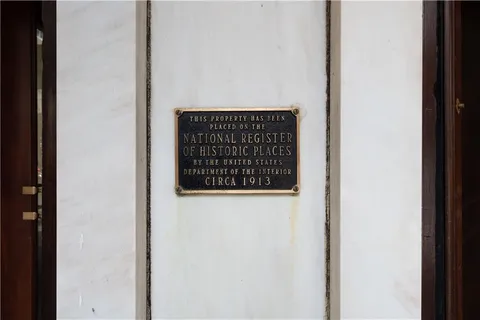 THIS PROPERTY HAS BEEN
PLACED ON THE
NATIONAL REGISTER
OF HISTORIC PLACES
BY THE UNITED STATES
DEPARTMENT OF THE INTERIOR
CIRCA 1913